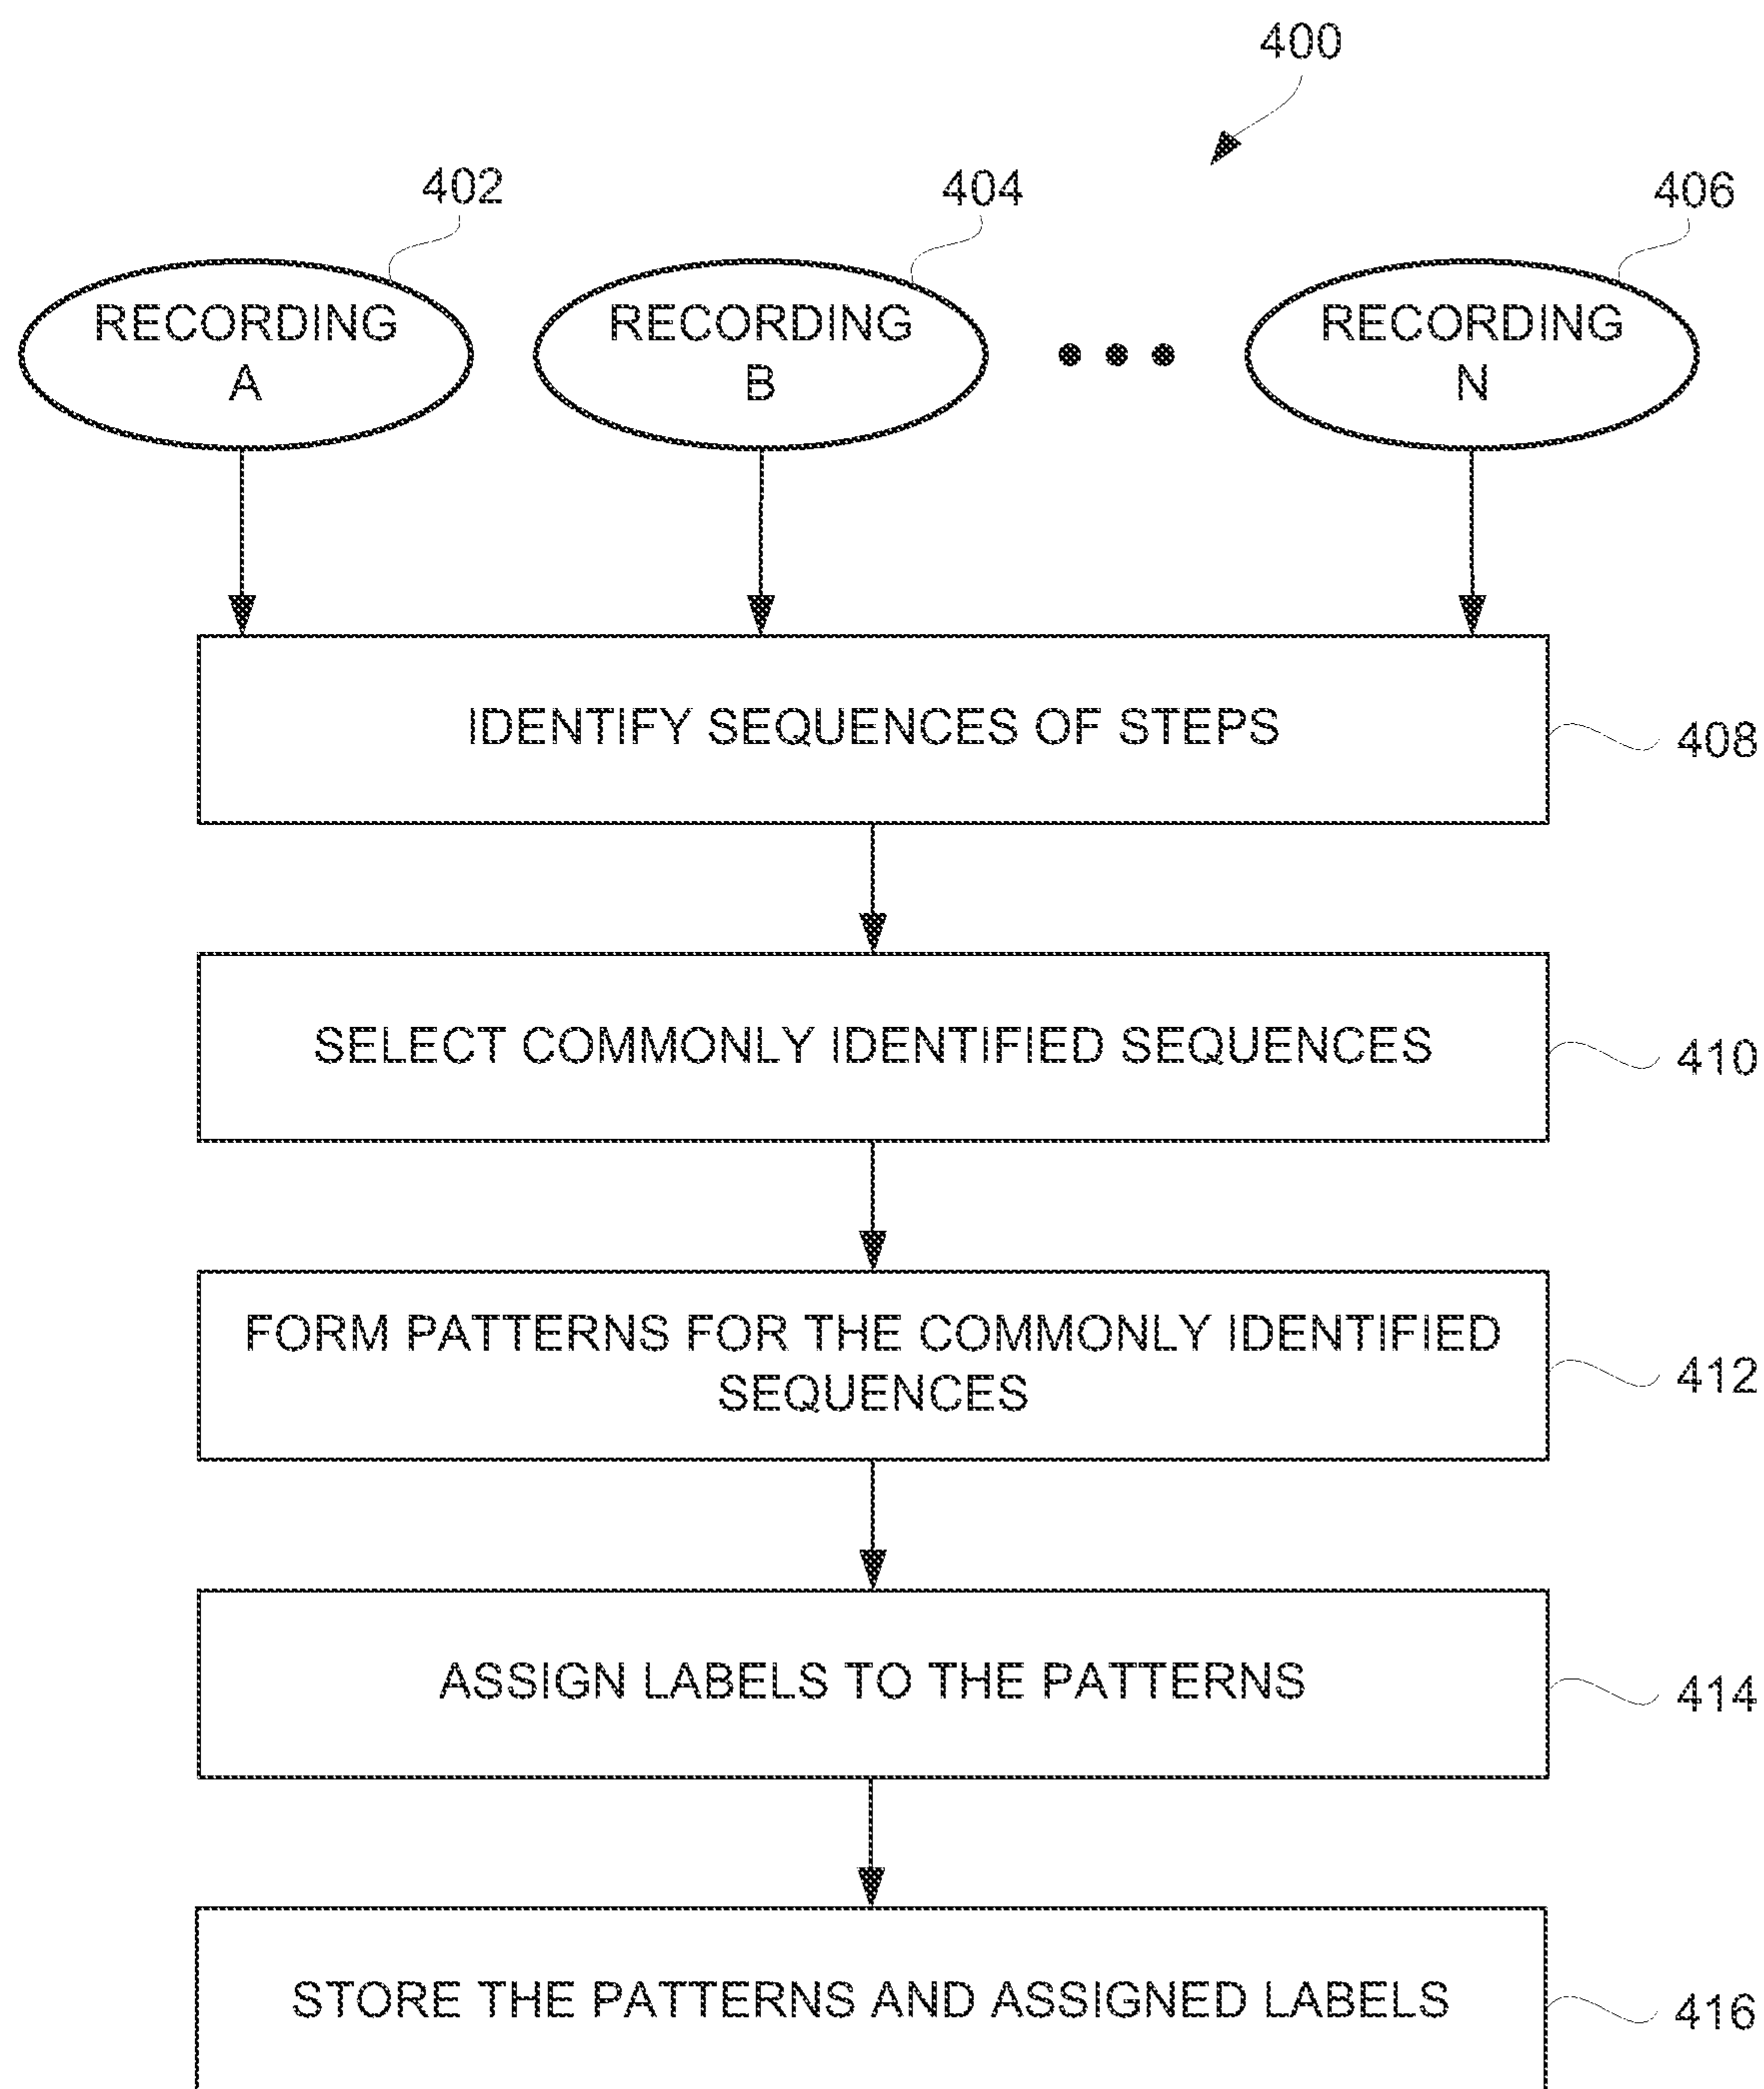 400
402
404
406
RECORDING
A
RECORDING
B
RECORDING
N
IDENTIFY SEQUENCES OF STEPS
408
SELECT COMMONLY IDENTIFIED SEQUENCES
410
FORM PATTERNS FOR THE COMMONLY IDENTIFIED
SEQUENCES
412
ASSIGN LABELS TO THE PATTERNS
414
STORE THE PATTERNS AND ASSIGNED LABELS
416